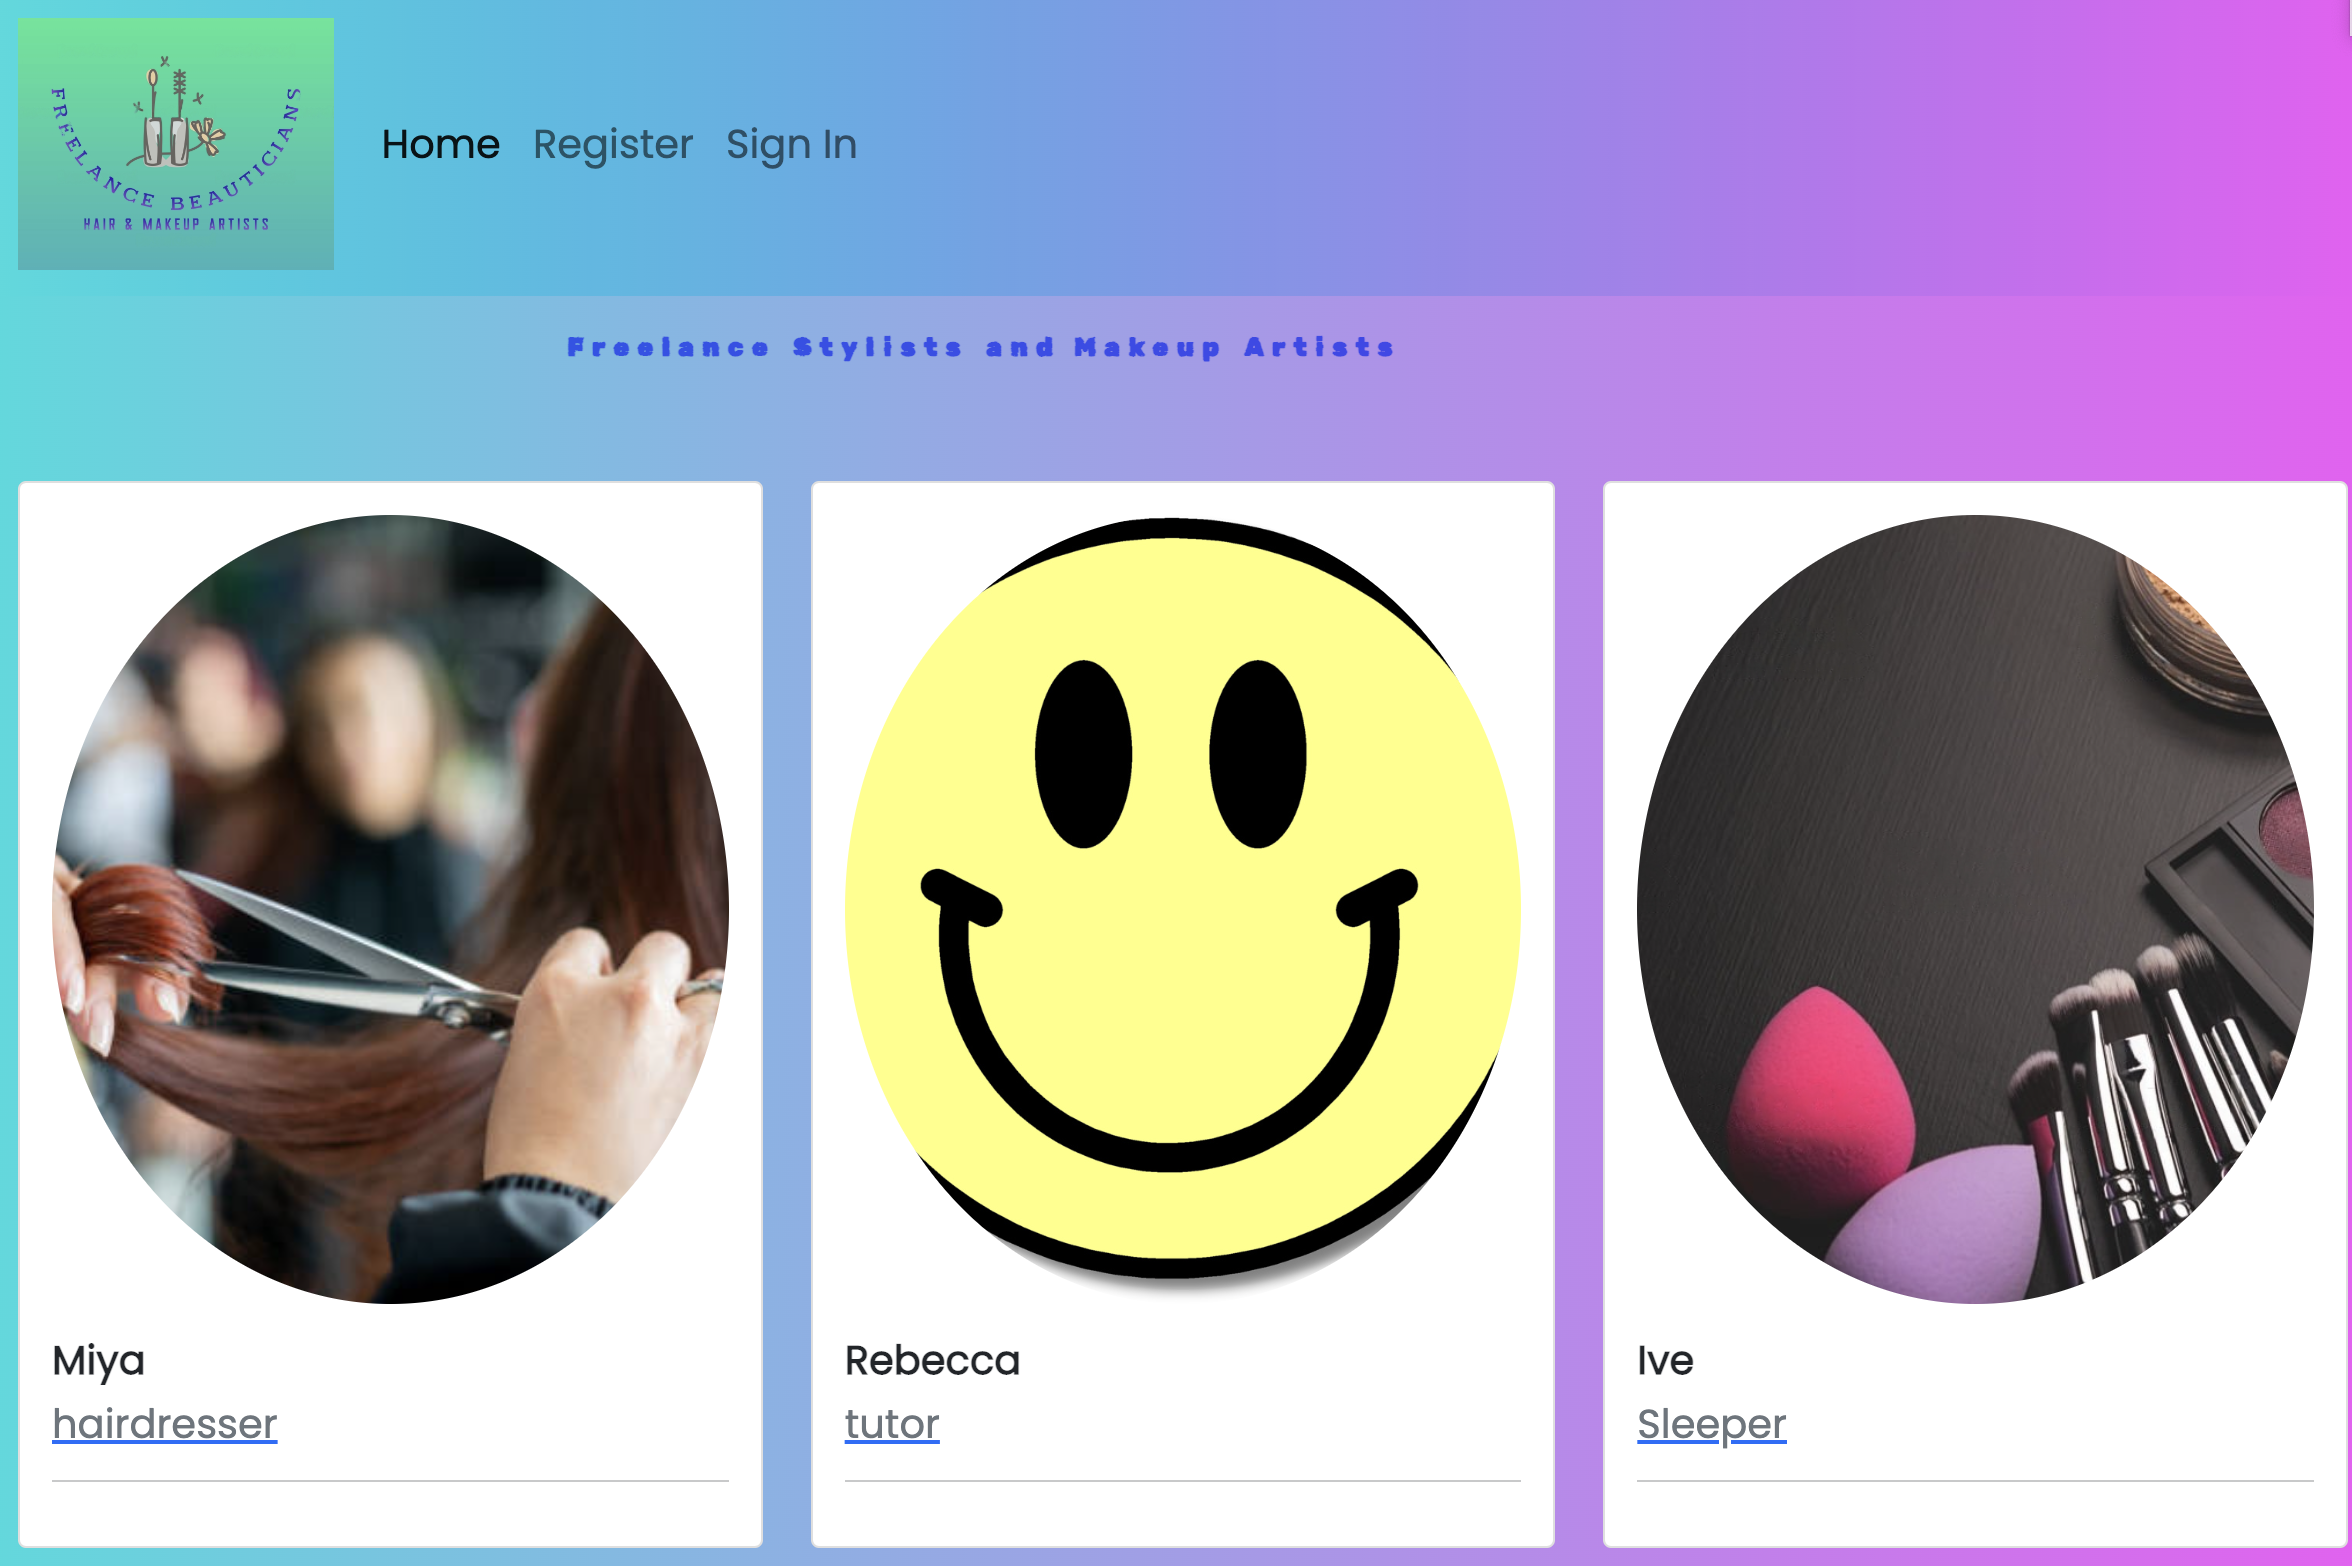 FREELANCE BEAUTICIANS
HAIR & MAKEUP ARTISTS
Home Register Sign In
Freelance Stylists and Makeup Artists
Miya
hairdresser
Rebecca
tutor
Ive
Sleeper